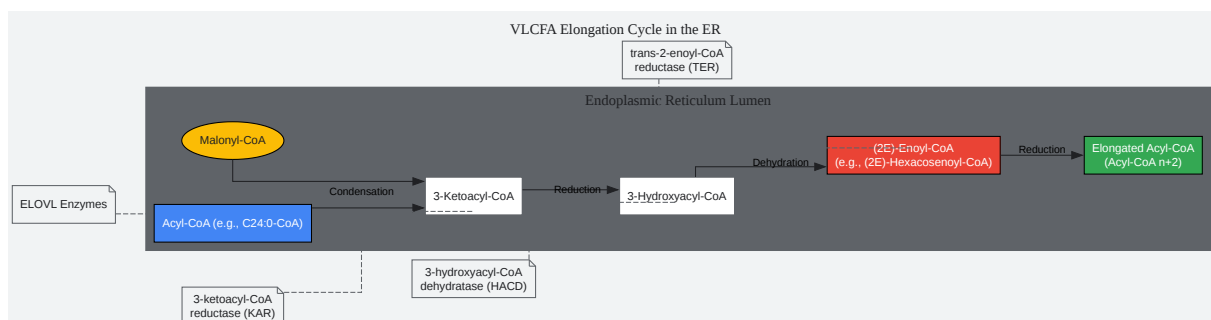 VLCFA Elongation Cycle in the ER
trans-2-enoyl-CoA
reductase (TER)
Endoplasmic Reticulum Lumen
Malonyl-CoA
Condensation
ELOVL Enzymes
Acyl-CoA (e.g., C24:0-CoA)
3-Ketoacyl-CoA
Reduction
3-Hydroxyacyl-CoA
Dehydration
(2E)-Enoyl-CoA
(e.g., (2E)-Hexacosenoyl-CoA)
Reduction
Elongated Acyl-CoA
(Acyl-CoA n+2)
3-hydroxyacyl-CoA
dehydratase (HACD)
3-ketoacyl-CoA
reductase (KAR)